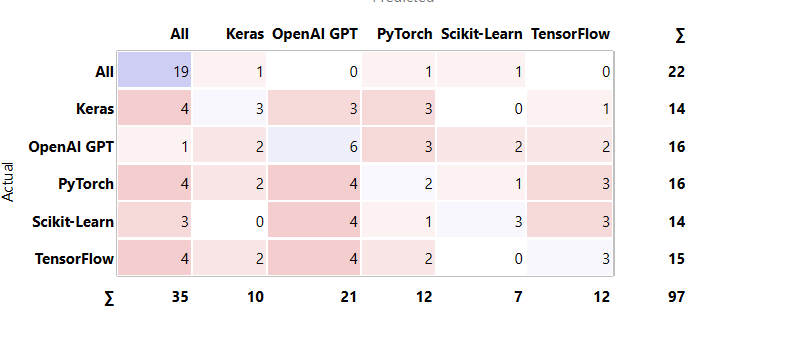 Predicted
All Keras OpenAI GPT PyTorch Scikit-Learn TensorFlow ∑
All 19 1 0 1 1 0 22
Keras 4 3 3 3 0 1 14
OpenAI GPT 1 2 6 3 2 2 16
PyTorch 4 2 4 2 1 3 16
Scikit-Learn 3 0 4 1 3 3 14
TensorFlow 4 2 4 2 0 3 15
∑ 35 10 21 12 7 12 97
Actual